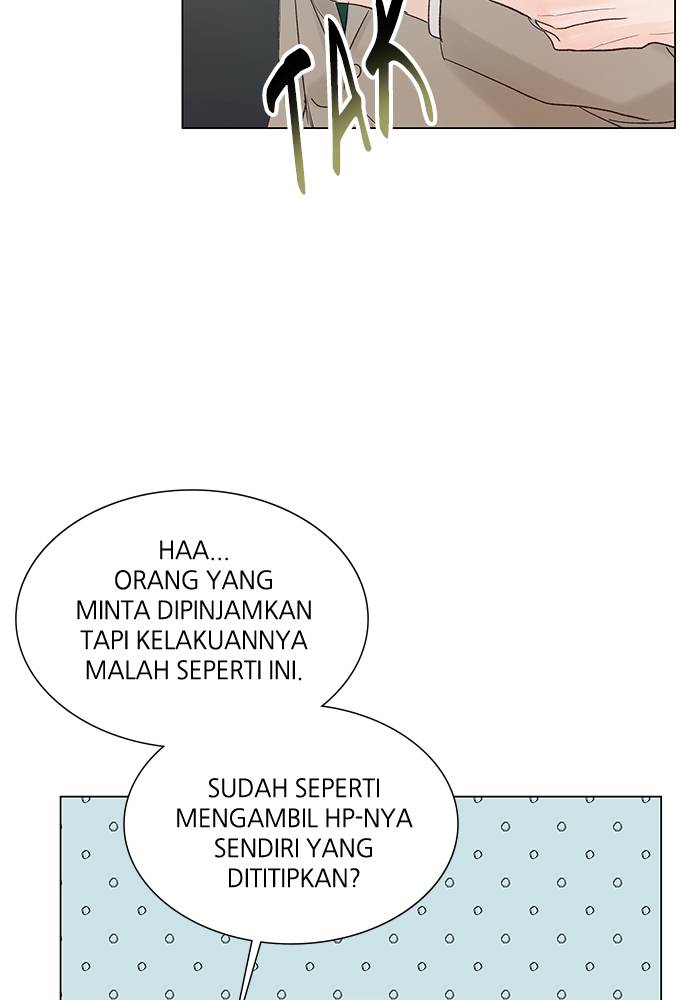 TAK
HAA...
ORANG YANG
MINTA DIPINJAMKAN
TAPI KELAKUANNYA
MALAH SEPERTI INI.
SUDAH SEPERTI
MENGAMBIL HP-NYA
SENDIRI YANG
DITITIPKAN?